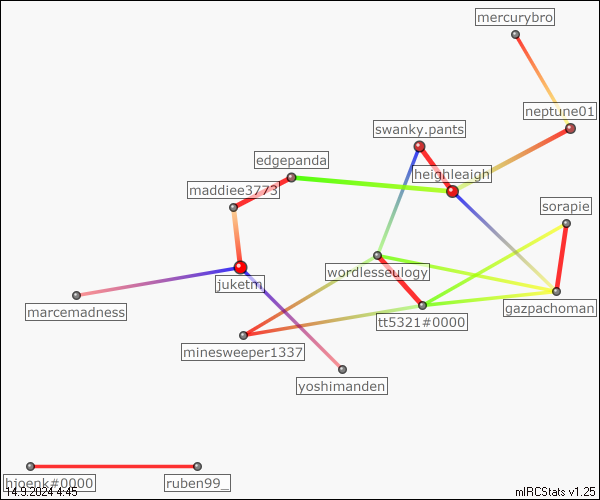 mercurybro
neptune01
swanky.pants
edgepanda
heighleaigh
maddiee3773
sorapie
wordlesseulogy
juketm
marcemadness
gazpachoman
tt5321#0000
minesweeper1337
yoshimanden
hjoenk#0000
ruben99_
14.9.2024 4:45
mIRCStats v1.25